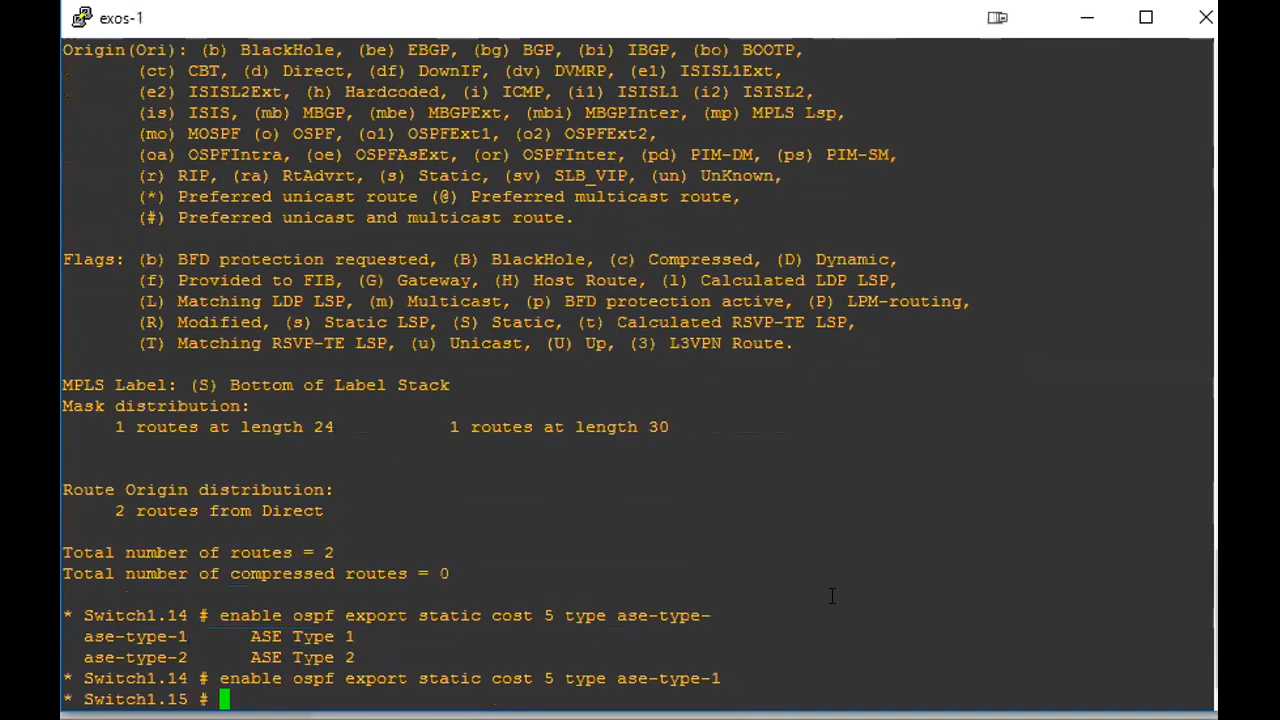 exos-1
Origin(Ori): (b) BlackHole, (be) EBGP, (bg) BGP, (bi) IBGP, (bo) BOOTP,
(ct) CBT, (d) Direct, (df) DownIF, (dv) DVMRP, (e1) ISISL1Ext,
(e2) ISISL2Ext, (h) Hardcoded, (i) ICMP, (i1) ISISL1 (i2) ISISL2,
(is) ISIS, (mb) MBGP, (mbe) MBGPExt, (mbi) MBGPInter, (mp) MPLS Lsp,
(mo) MOSPF (o) OSPF, (o1) OSPFExt1, (o2) OSPFExt2,
(oa) OSPFIntra, (oe) OSPFAsExt, (or) OSPFInter, (pd) PIM-DM, (ps) PIM-SM,
(r) RIP, (ra) RtAdvrt, (s) Static, (sv) SLB_VIP, (un) UnKnown,
(*) Preferred unicast route (@) Preferred multicast route,
(#) Preferred unicast and multicast route.
Flags: (b) BFD protection requested, (B) BlackHole, (c) Compressed, (D) Dynamic,
(f) Provided to FIB, (G) Gateway, (H) Host Route, (l) Calculated LDP LSP,
(L) Matching LDP LSP, (m) Multicast, (p) BFD protection active, (P) LPM-routing,
(R) Modified, (s) Static LSP, (S) Static, (t) Calculated RSVP-TE LSP,
(T) Matching RSVP-TE LSP, (u) Unicast, (U) Up, (3) L3VPN Route.
MPLS Label: (S) Bottom of Label Stack
Mask distribution:
1 routes at length 24 1 routes at length 30
Route Origin distribution:
2 routes from Direct
Total number of routes = 2
Total number of compressed routes = 0
* Switch1.14 # enable ospf export static cost 5 type ase-type-
ase-type-1 ASE Type 1
ase-type-2 ASE Type 2
* Switch1.14 # enable ospf export static cost 5 type ase-type-1
* Switch1.15 #